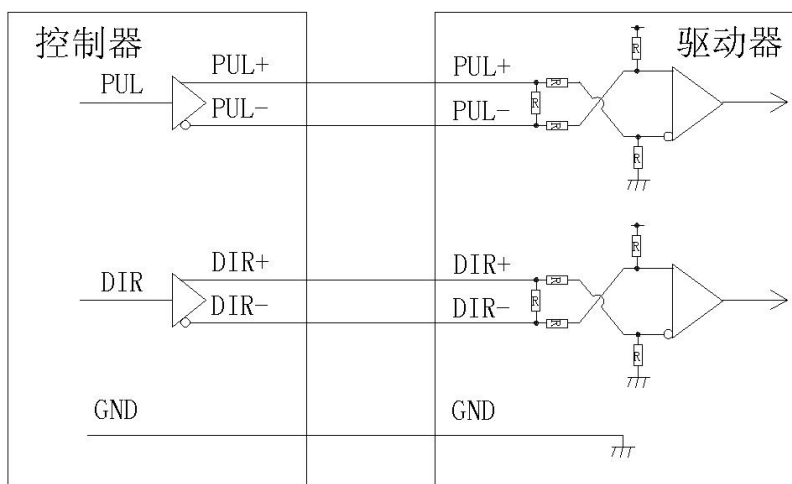 控制器
驱动器
PUL
PUL+
PUL-
PUL+
PUL-
R
R
R
R
R
DIR
DIR+
DIR-
DIR+
DIR-
R
R
R
R
R
GND
GND